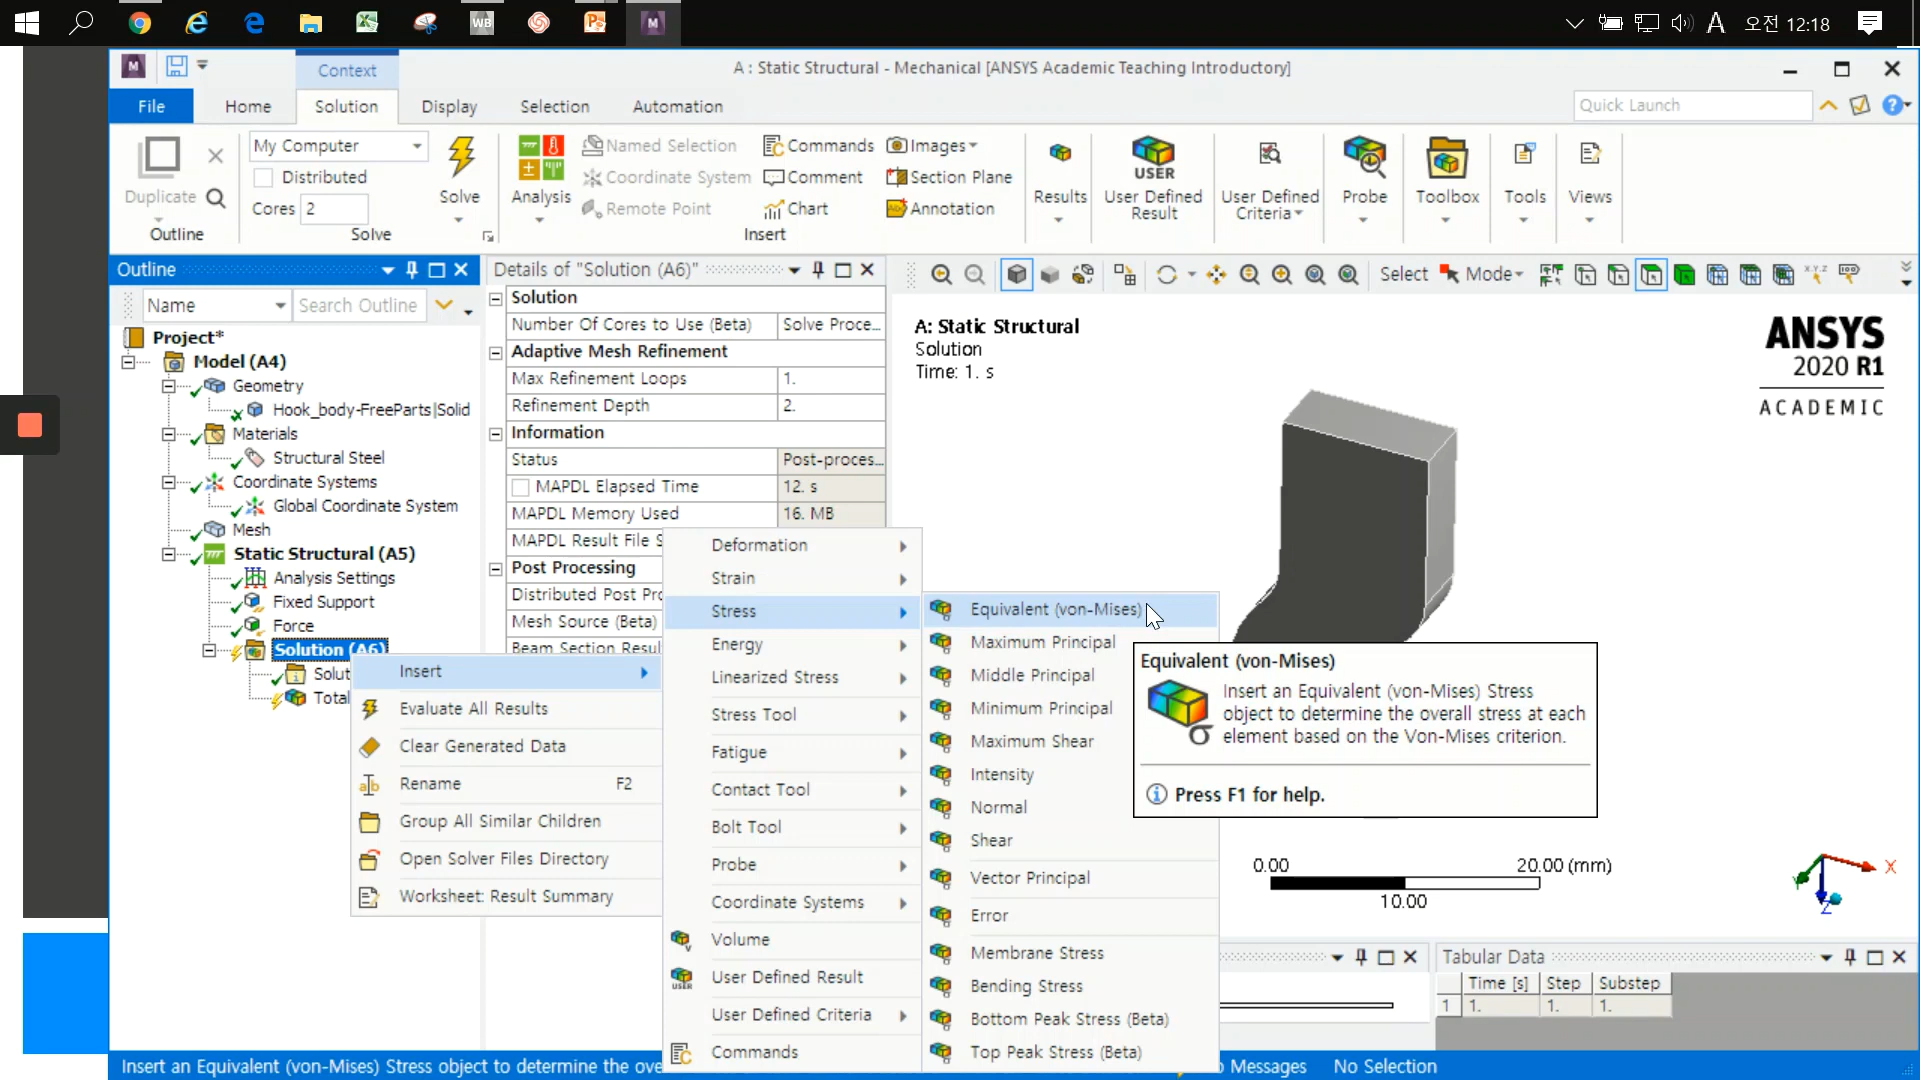 오전 12:18
Context
A : Static Structural - Mechanical [ANSYS Academic Teaching Introductory]
File
Home
Solution
Display
Selection
Automation
Quick Launch
Duplicate
Outline
My Computer
Distributed
Cores 2
Solve
Solve
Analysis
Named Selection
Coordinate System
Remote Point
Commands
Comment
Chart
Images
Section Plane
Annotation
Insert
Results
USER
User Defined
Result
User Defined
Criteria
Probe
Toolbox
Tools
Views
Outline
Name
Search Outline
Project*
Model (A4)
Geometry
Hook_body-FreeParts|Solid
Materials
Structural Steel
Coordinate Systems
Global Coordinate System
Mesh
Static Structural (A5)
Analysis Settings
Fixed Support
Force
Solution (A6)
Solut
Total
Details of "Solution (A6)"
Solution
Number Of Cores to Use (Beta) Solve Proce...
Adaptive Mesh Refinement
Max Refinement Loops 1.
Refinement Depth 2.
Information
Status Post-proces...
MAPDL Elapsed Time 12. s
MAPDL Memory Used 16. MB
MAPDL Result File S
Post Processing
Distributed Post Pro
Mesh Source (Beta)
Beam Section Resul
Insert
Evaluate All Results
Clear Generated Data
Rename F2
Group All Similar Children
Open Solver Files Directory
Worksheet: Result Summary
Deformation
Strain
Stress
Energy
Linearized Stress
Stress Tool
Fatigue
Contact Tool
Bolt Tool
Probe
Coordinate Systems
Volume
User Defined Result
User Defined Criteria
Commands
Equivalent (von-Mises)
Maximum Principal
Middle Principal
Minimum Principal
Maximum Shear
Intensity
Normal
Shear
Vector Principal
Error
Membrane Stress
Bending Stress
Bottom Peak Stress (Beta)
Top Peak Stress (Beta)
Equivalent (von-Mises)
Insert an Equivalent (von-Mises) Stress
object to determine the overall stress at each
element based on the Von-Mises criterion.
Press F1 for help.
Select
Mode
A: Static Structural
Solution
Time: 1. s
ANSYS
2020 R1
ACADEMIC
0.00
20.00 (mm)
10.00
X
Z
Tabular Data
Time [s] Step Substep
1 1. 1. 1.
Insert an Equivalent (von-Mises) Stress object to determine the ove
Messages
No Selection